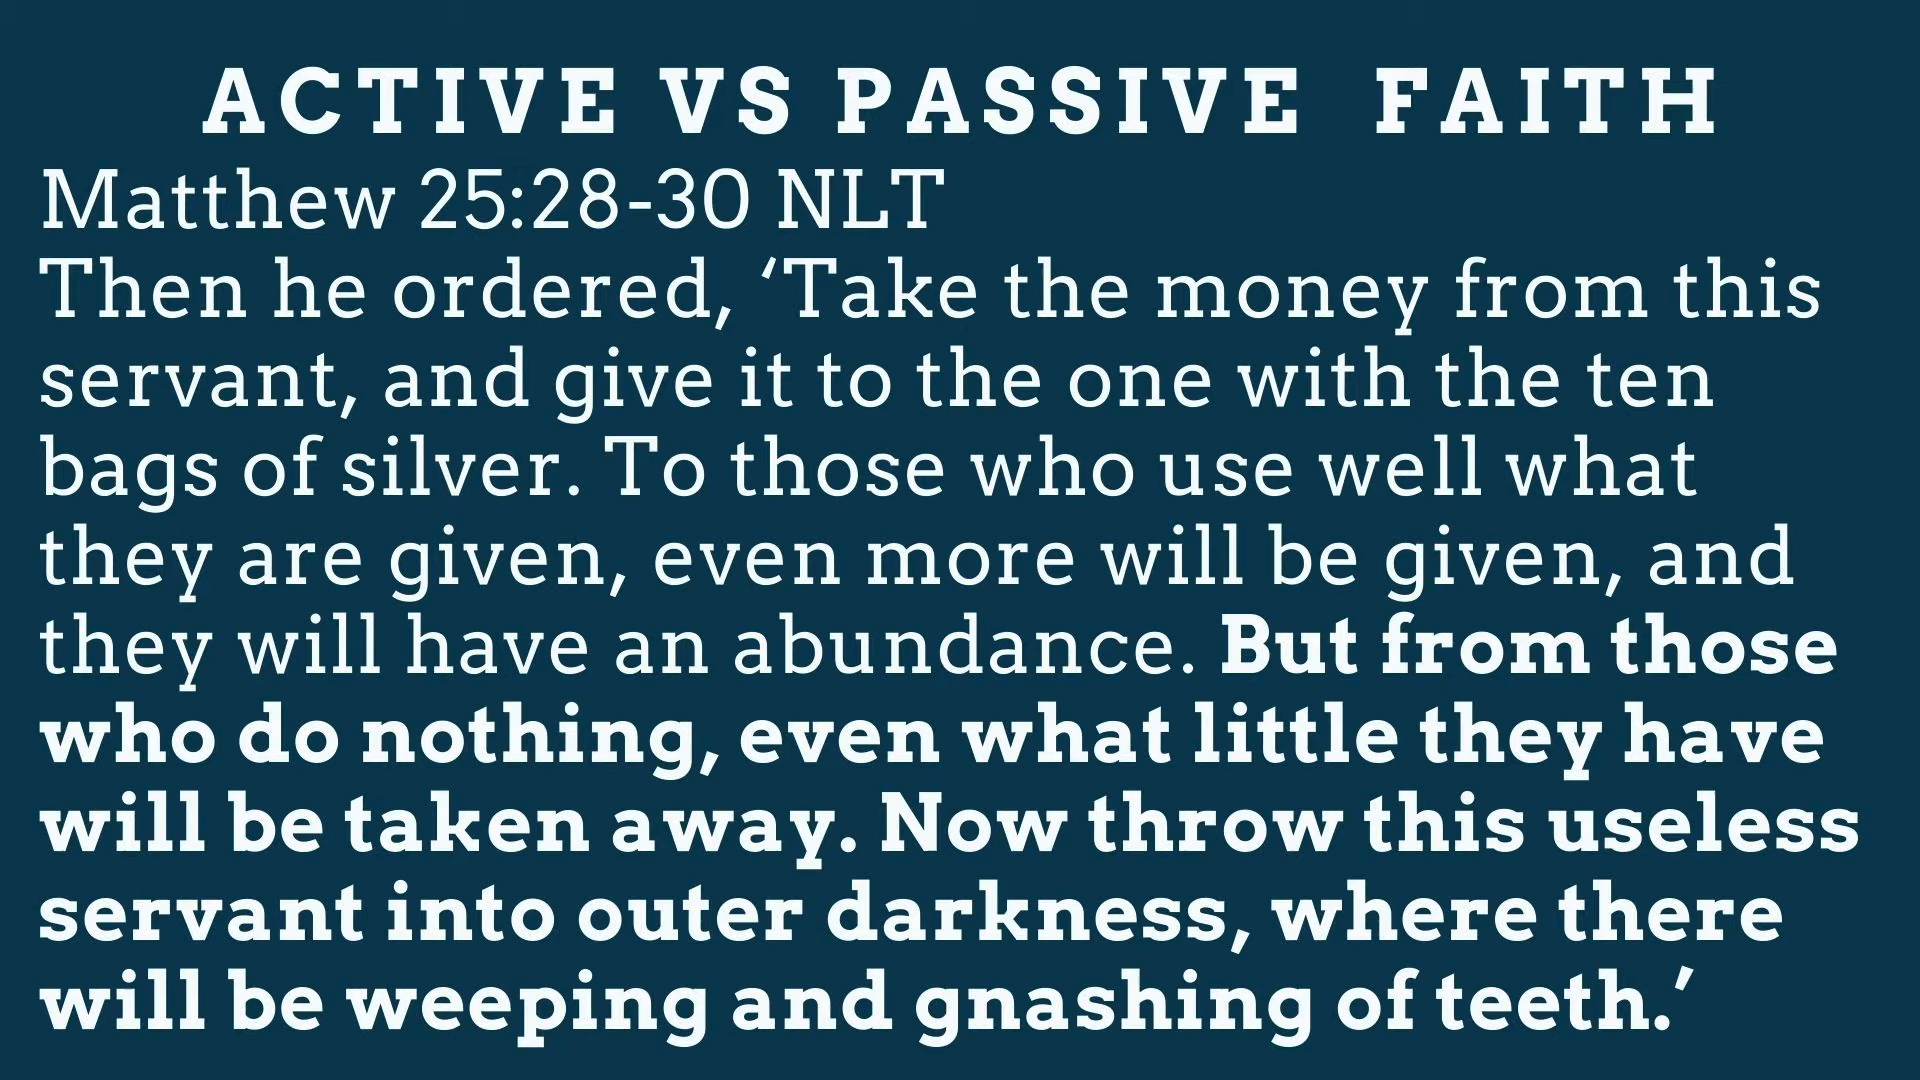 ACTIVE VS PASSIVE FAITH
Matthew 25:28-30 NLT
Then he ordered, ‘Take the money from this
servant, and give it to the one with the ten
bags of silver. To those who use well what
they are given, even more will be given, and
they will have an abundance. But from those
who do nothing, even what little they have
will be taken away. Now throw this useless
servant into outer darkness, where there
will be weeping and gnashing of teeth.’